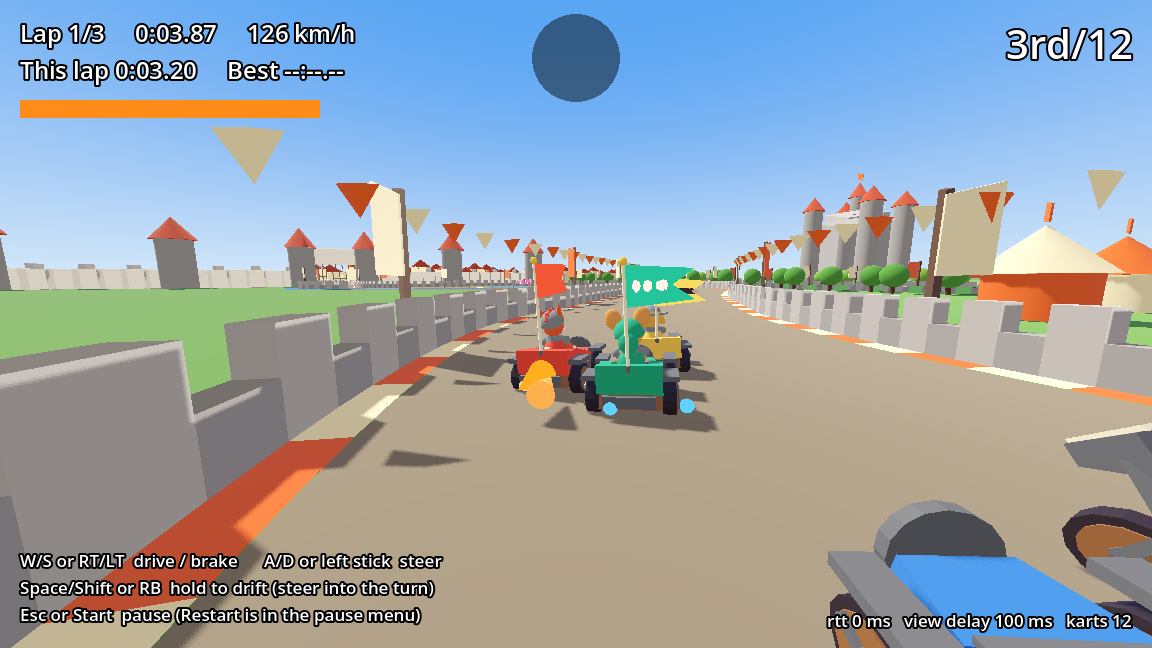 Lap 1/3 0:03.87 126 km/h
3rd/12
This lap 0:03.20 Best --:--.--
W/S or RT/LT drive / brake A/D or left stick steer
Space/Shift or RB hold to drift (steer into the turn)
Esc or Start pause (Restart is in the pause menu)
rtt 0 ms view delay 100 ms karts 12